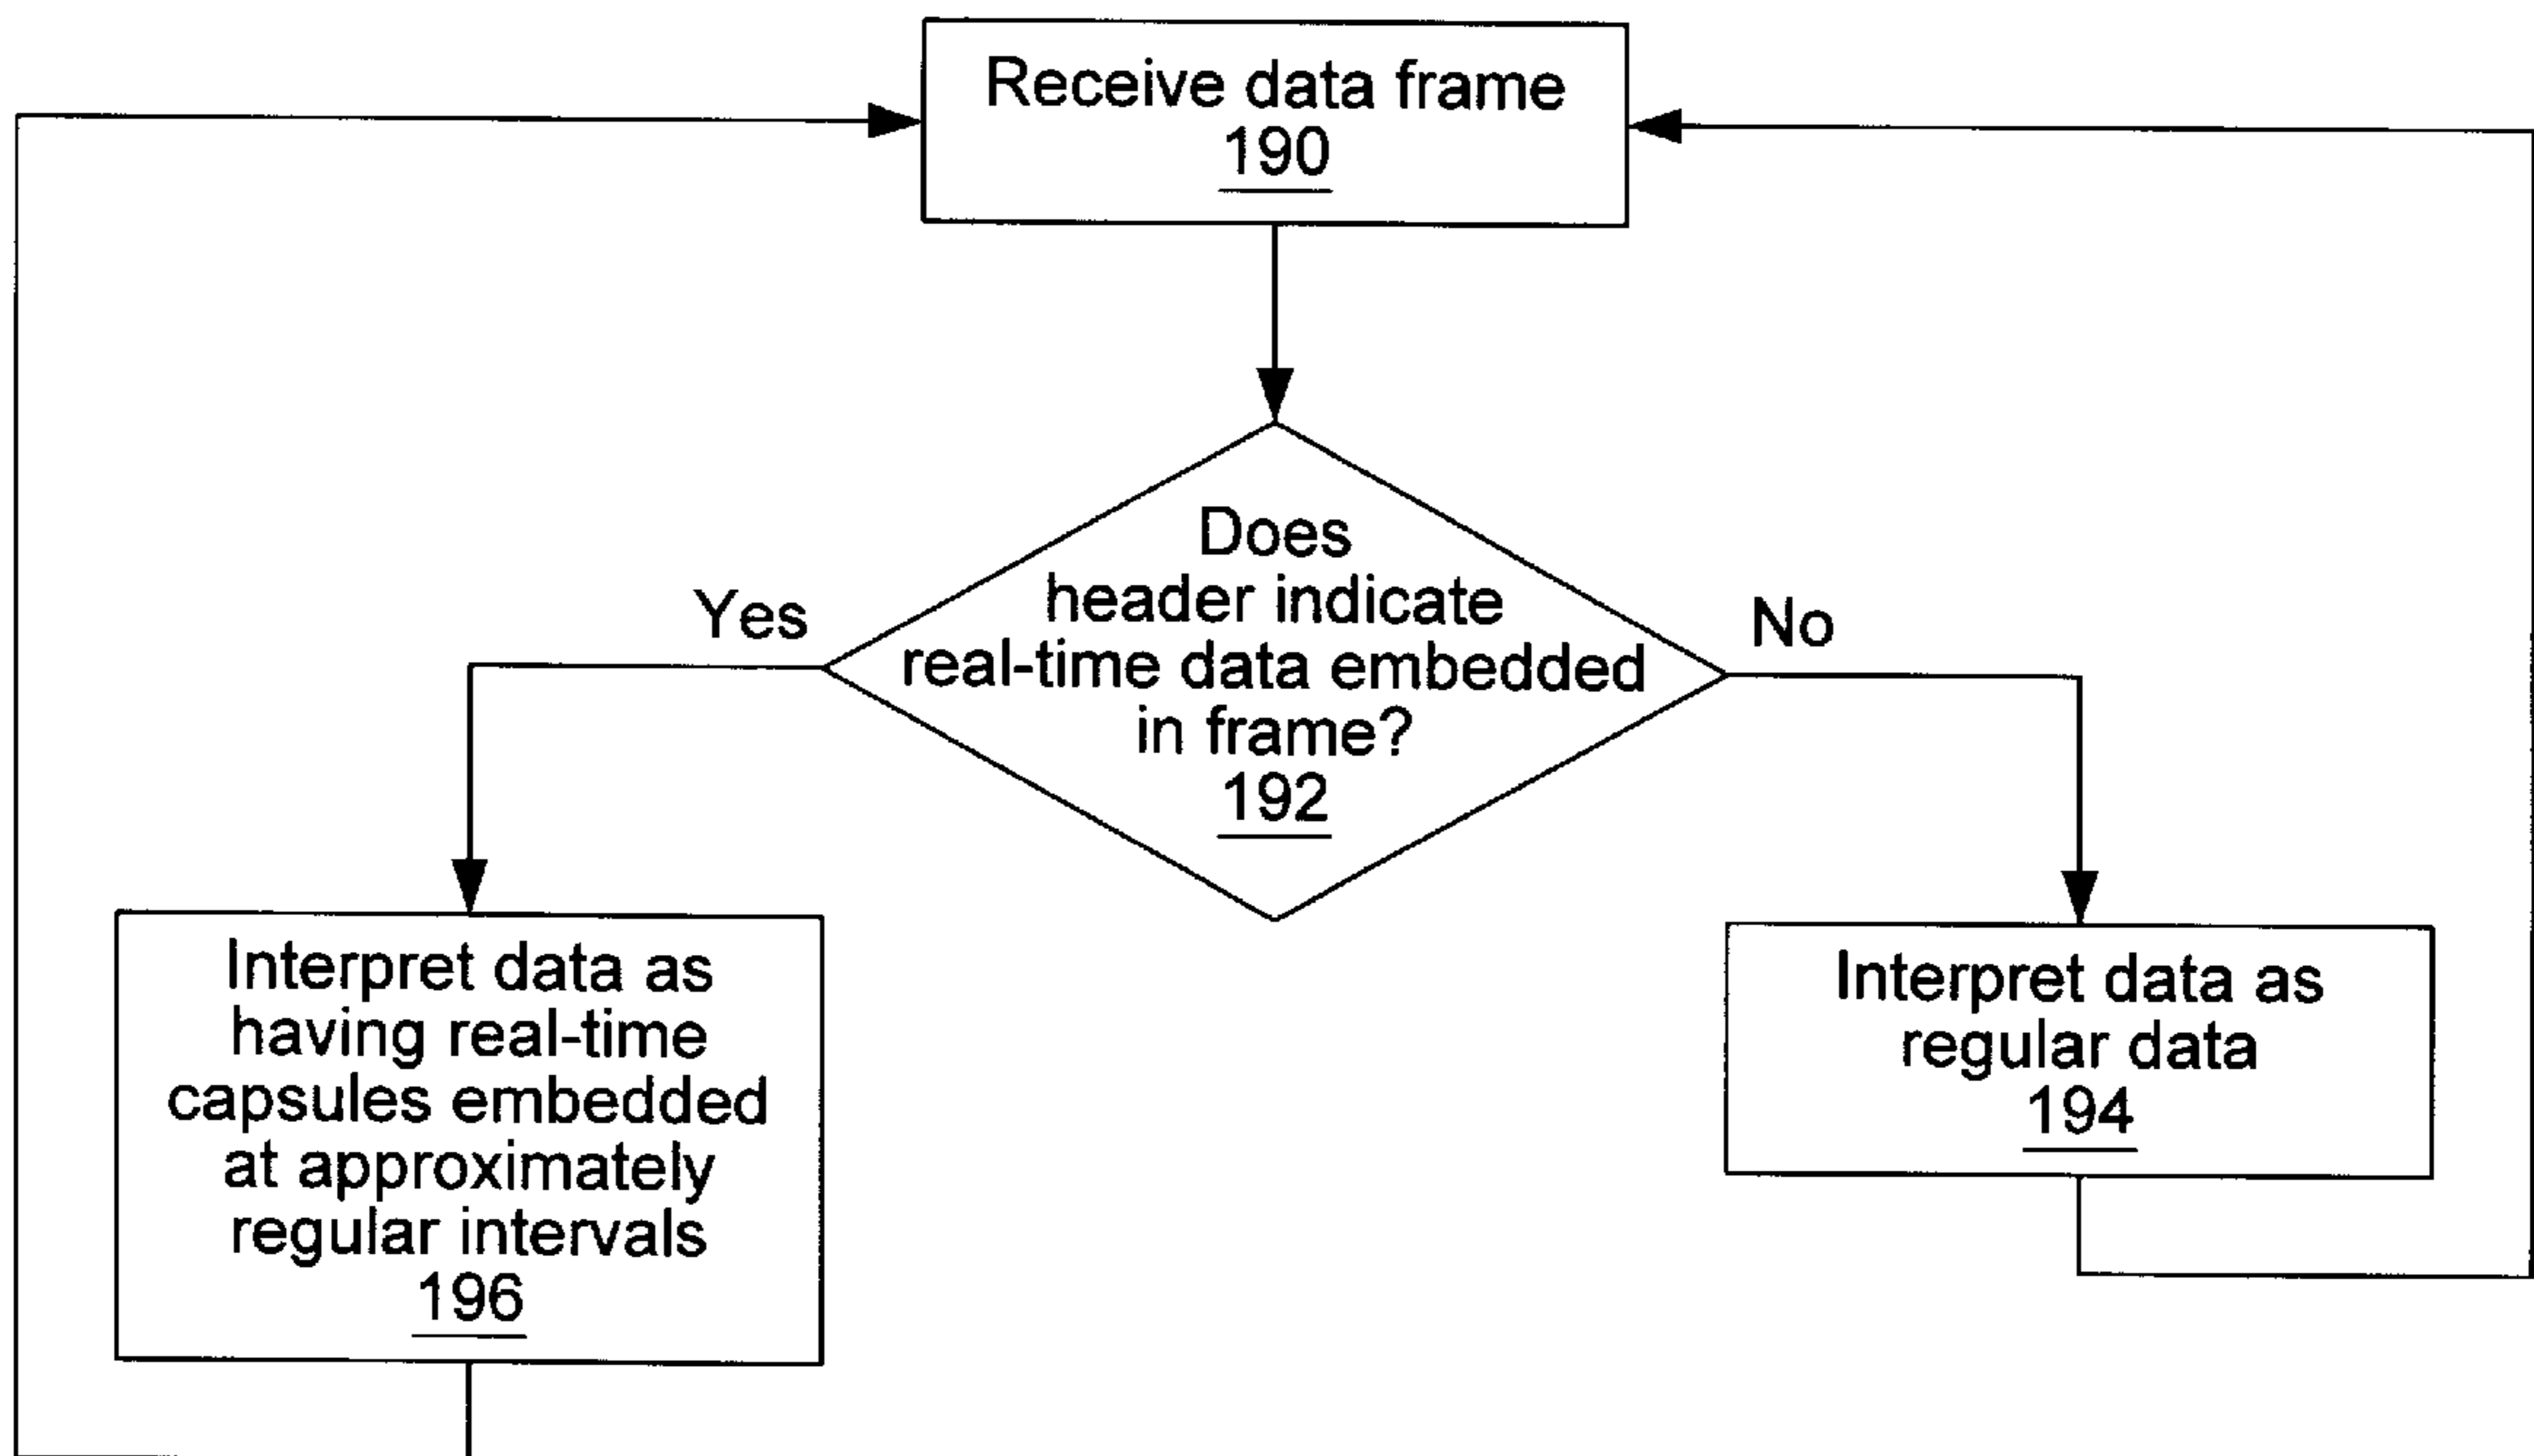 Receive data frame
190
Does
header indicate
real-time data embedded
in frame?
192
Yes
No
Interpret data as
having real-time
capsules embedded
at approximately
regular intervals
196
Interpret data as
regular data
194